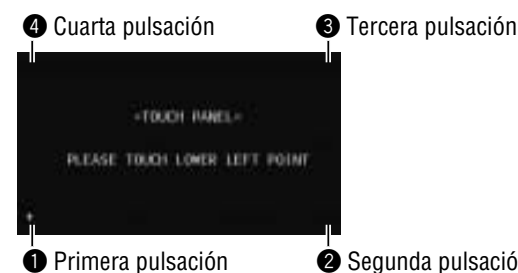 ❹ Cuarta pulsación
❸ Tercera pulsación
<TOUCH PANEL>
PLEASE TOUCH LOWER LEFT POINT
+
❶ Primera pulsación
❷ Segunda pulsació